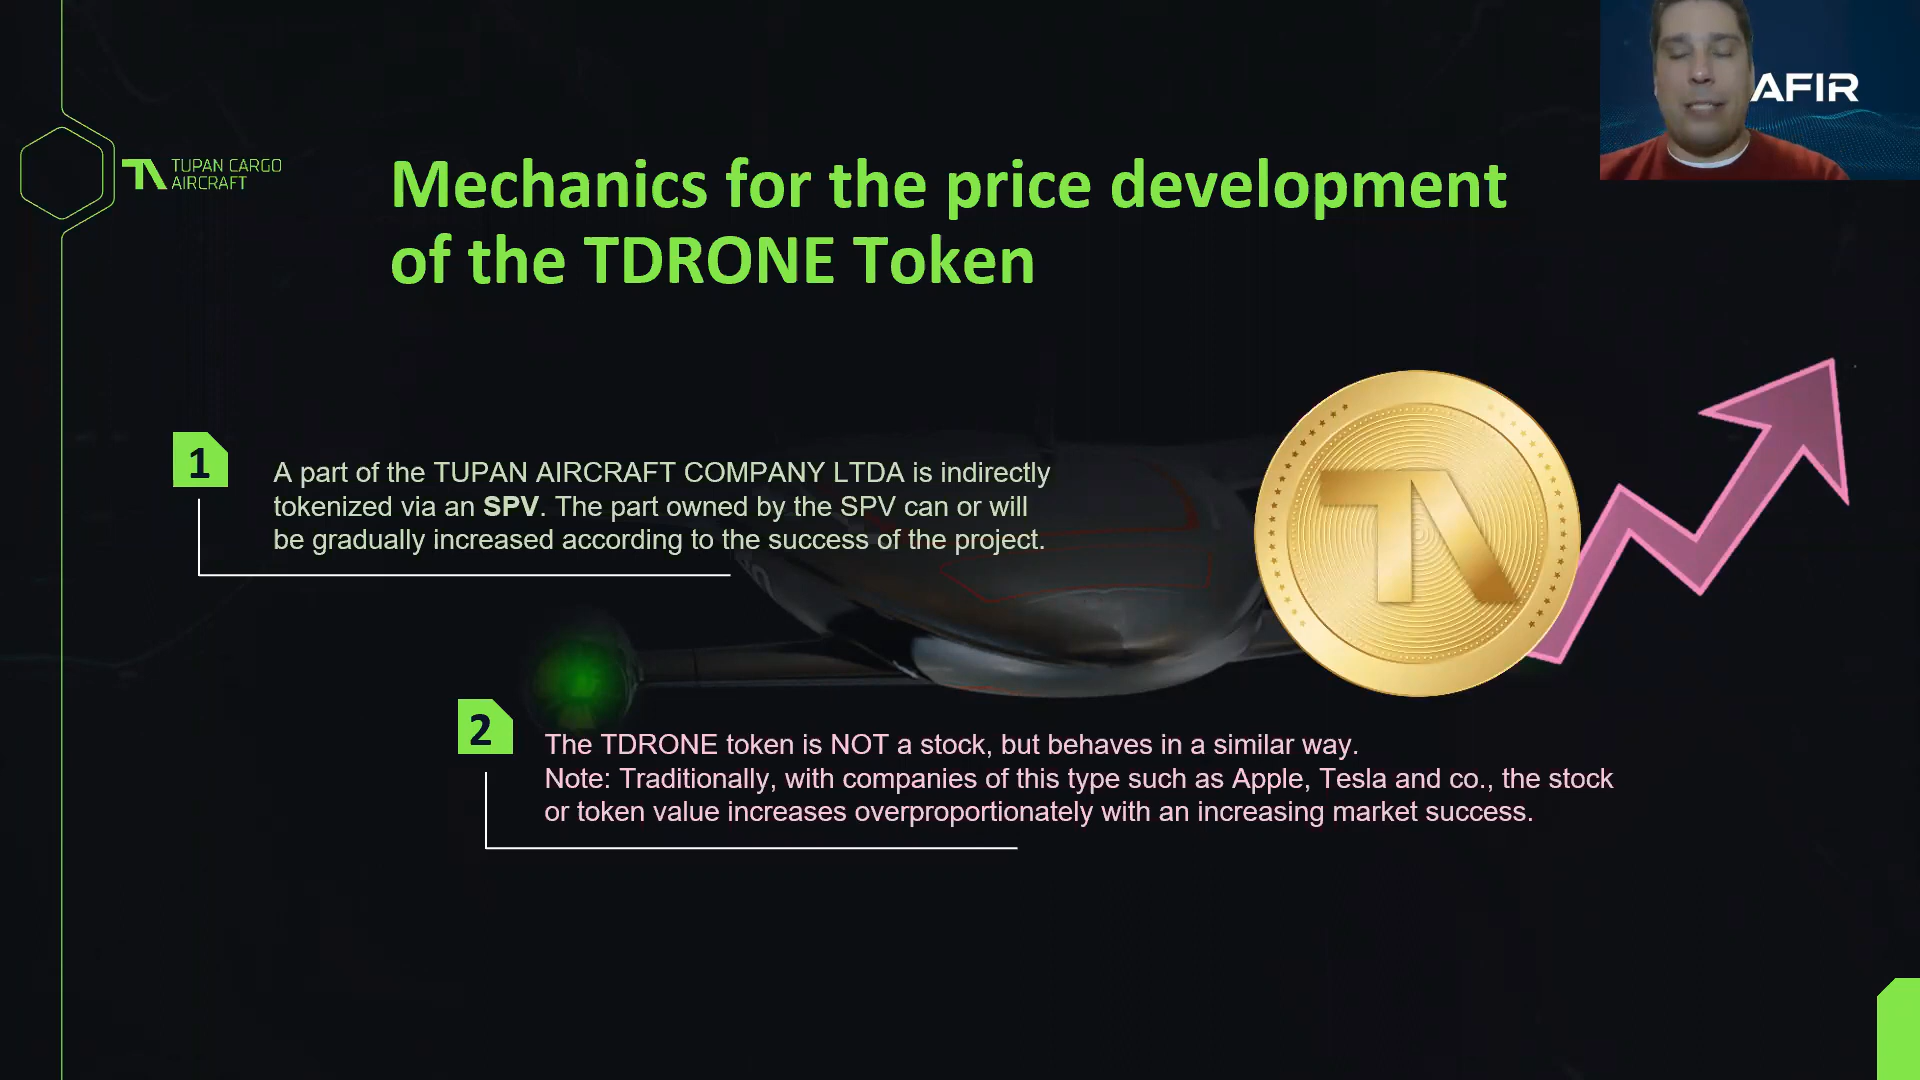 AFIR
TUPAN CARGO
AIRCRAFT
Mechanics for the price development
of the TDRONE Token
1
A part of the TUPAN AIRCRAFT COMPANY LTDA is indirectly
tokenized via an SPV. The part owned by the SPV can or will
be gradually increased according to the success of the project.
2
The TDRONE token is NOT a stock, but behaves in a similar way.
Note: Traditionally, with companies of this type such as Apple, Tesla and co., the stock
or token value increases overproportionately with an increasing market success.